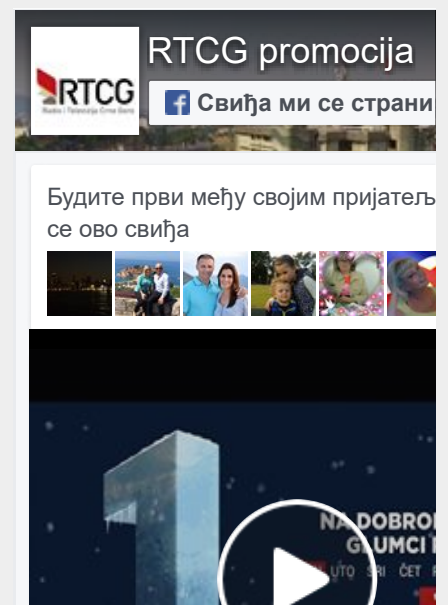 RTCG promocija
RTCG
Свиђа ми се страни
Будите први међу својим пријатељ
се ово свиђа
1
NA DOBRO
GLUMCI
UTO SRI ČET